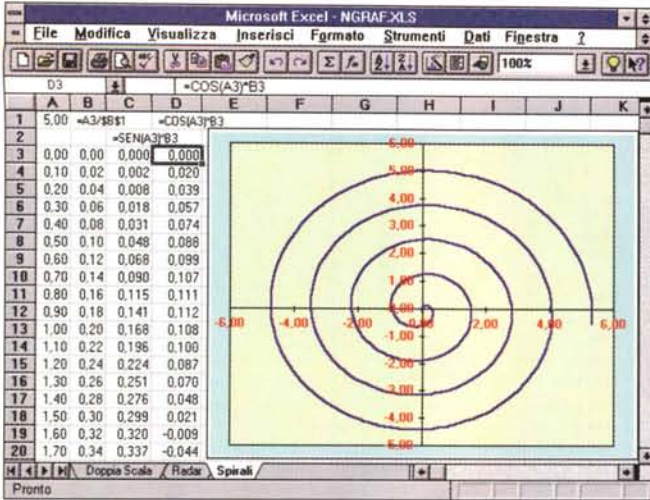 Microsoft Excel - NGRAF.XLS
File Modifica Visualizza Inserisci Formato Strumenti Dati Finestra ?
100%
D3 =COS(A3)*B3
A B C D E F G H I J K
1 5,00 =A3/$B$1 =COS(A3)*B3
2 =SEN(A3)*B3
3 0,00 0,00 0,000 0,000
4 0,10 0,02 0,002 0,020
5 0,20 0,04 0,008 0,039
6 0,30 0,06 0,018 0,057
7 0,40 0,08 0,031 0,074
8 0,50 0,10 0,048 0,088
9 0,60 0,12 0,068 0,099
10 0,70 0,14 0,090 0,107
11 0,80 0,16 0,115 0,111
12 0,90 0,18 0,141 0,112
13 1,00 0,20 0,168 0,108
14 1,10 0,22 0,196 0,100
15 1,20 0,24 0,224 0,087
16 1,30 0,26 0,251 0,070
17 1,40 0,28 0,276 0,048
18 1,50 0,30 0,299 0,021
19 1,60 0,32 0,320 -0,009
20 1,70 0,34 0,337 -0,044
6,00
4,00
3,00
1,00
-6,00 -4,00 -2,00 0,00 2,00 4,00 6,00
-2,00
-3,00
-4,00
Doppia Scala Radar Spirali
Pronto